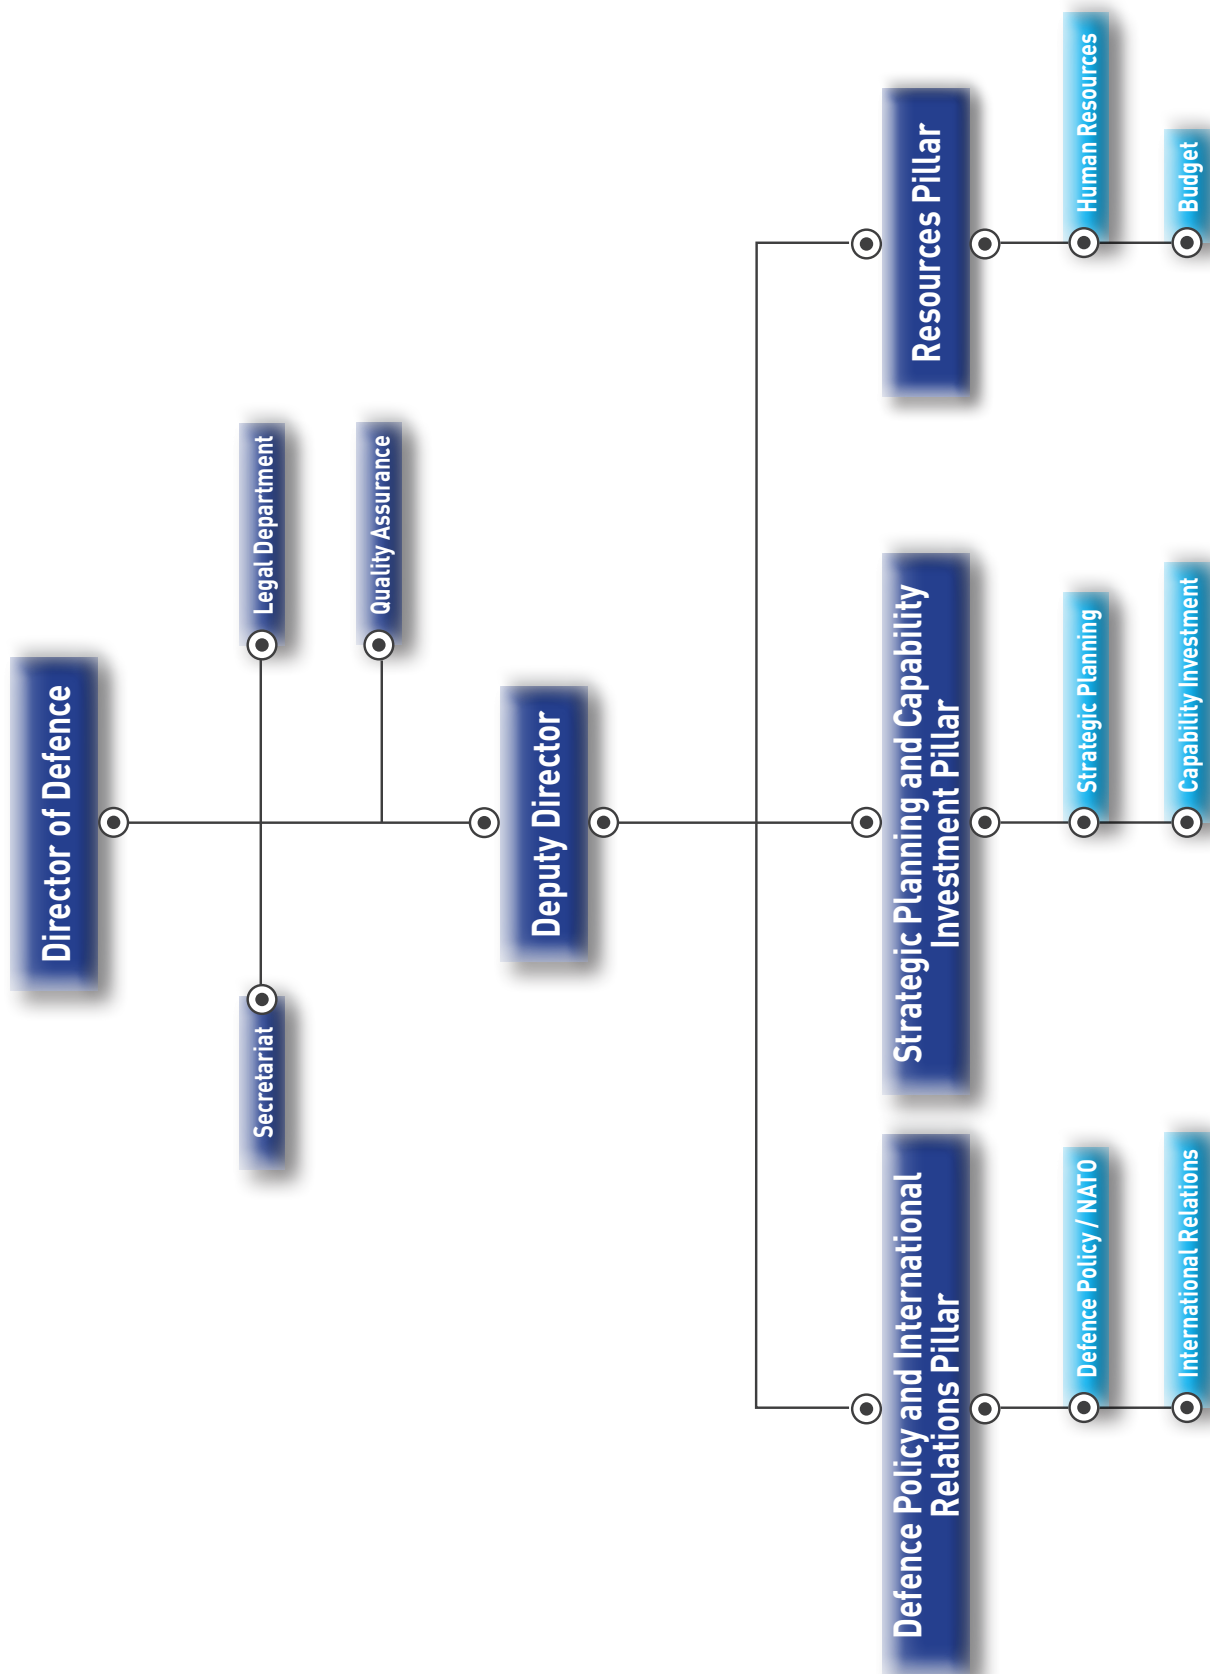 Director of Defence
Secretariat
Legal Department
Quality Assurance
Deputy Director
Defence Policy and International
Relations Pillar
Strategic Planning and Capability
Investment Pillar
Resources Pillar
Defence Policy / NATO
Strategic Planning
Human Resources
International Relations
Capability Investment
Budget